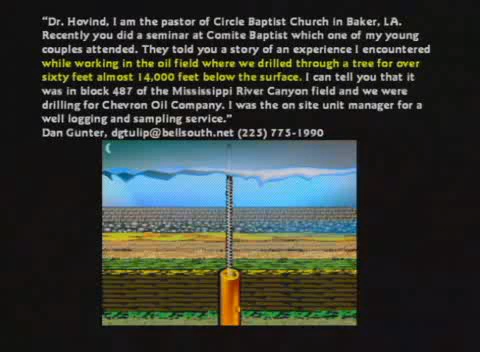 "Dr. Hovind, I am the pastor of Circle Baptist Church in Baker, LA.
Recently you did a seminar at Comite Baptist which one of my young
couples attended. They told you a story of an experience I encountered
while working in the oil field where we drilled through a tree for over
sixty feet almost 14,000 feet below the surface. I can tell you that it
was in block 487 of the Mississippi River Canyon field and we were
drilling for Chevron Oil Company. I was the on site unit manager for a
well logging and sampling service."
Dan Gunter, dgtulip@bellsouth.net (225) 775-1990